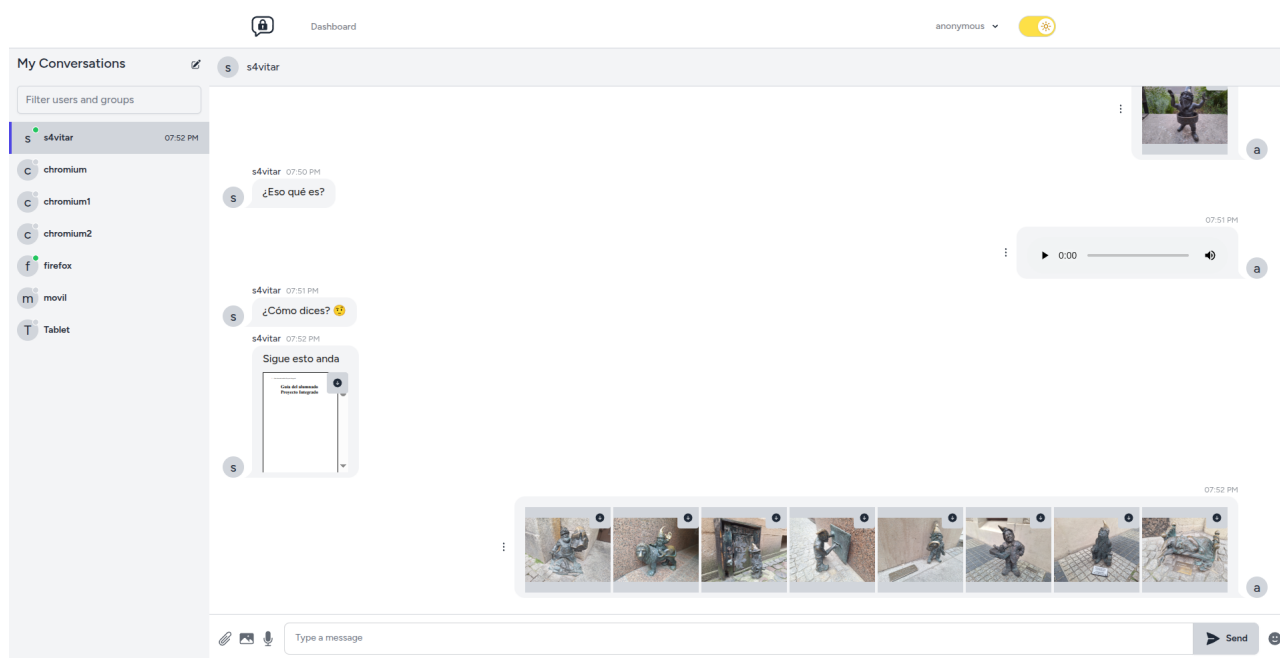 Dashboard
anonymous
My Conversations
Filter users and groups
s s4vitar 07:52 PM
c chromium
c chromium1
c chromium2
f firefox
m movil
T Tablet
s s4vitar
a
s4vitar 07:50 PM
s ¿Eso qué es?
07:51 PM
0:00
a
s4vitar 07:51 PM
s ¿Cómo dices?
s4vitar 07:52 PM
Sigue esto anda
Guía del alumnado
Proyecto Integrado
s
07:52 PM
a
Type a message
Send